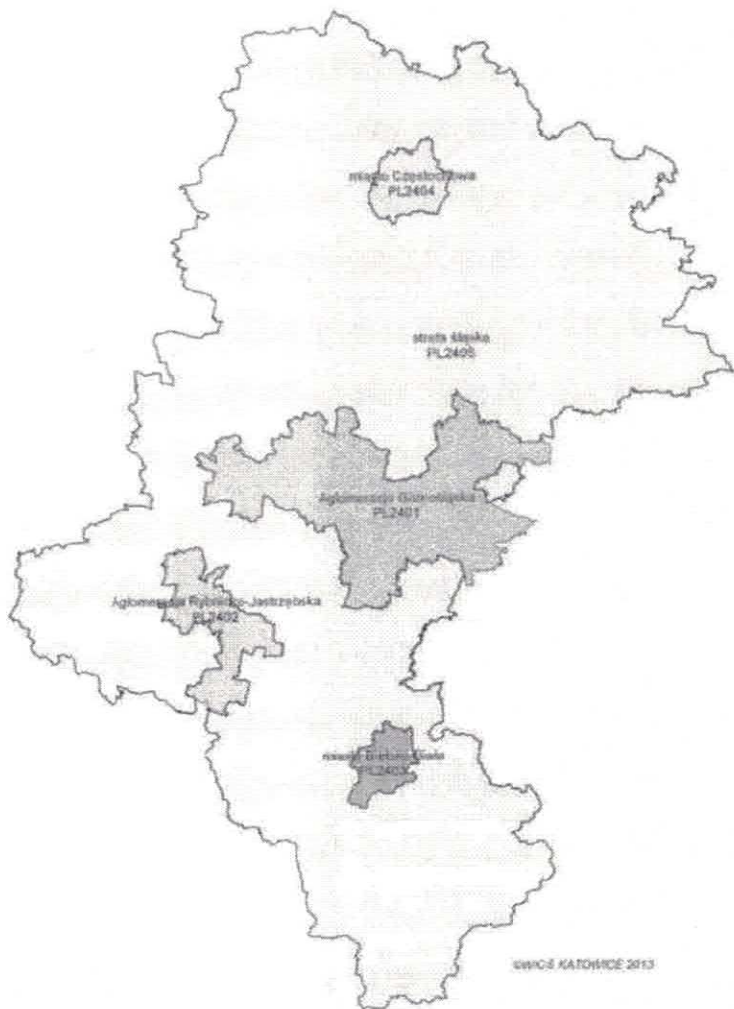 miasto Częstochowa
PL2404
strefa śląska
PL2405
Aglomeracja Górnośląska
PL2401
Aglomeracja Rybnicko-Jastrzębska
PL2402
miasto Bielsko-Biała
PL2403
©WIOŚ KATOWICE 2013